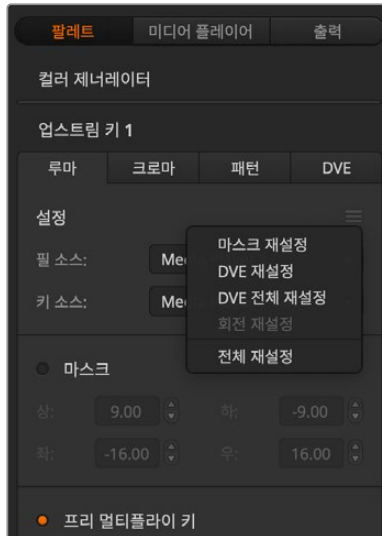 팔레트 미디어 플레이어 출력
컬러 제너레이터
업스트림 키 1
루마 크로마 패턴 DVE
설정
필 소스: Me
키 소스: Me
마스크 재설정
DVE 재설정
DVE 전체 재설정
회전 재설정
전체 재설정
마스크
상: 9.00 하: -9.00
좌: -16.00 우: 16.00
프리 멀티플라이 키